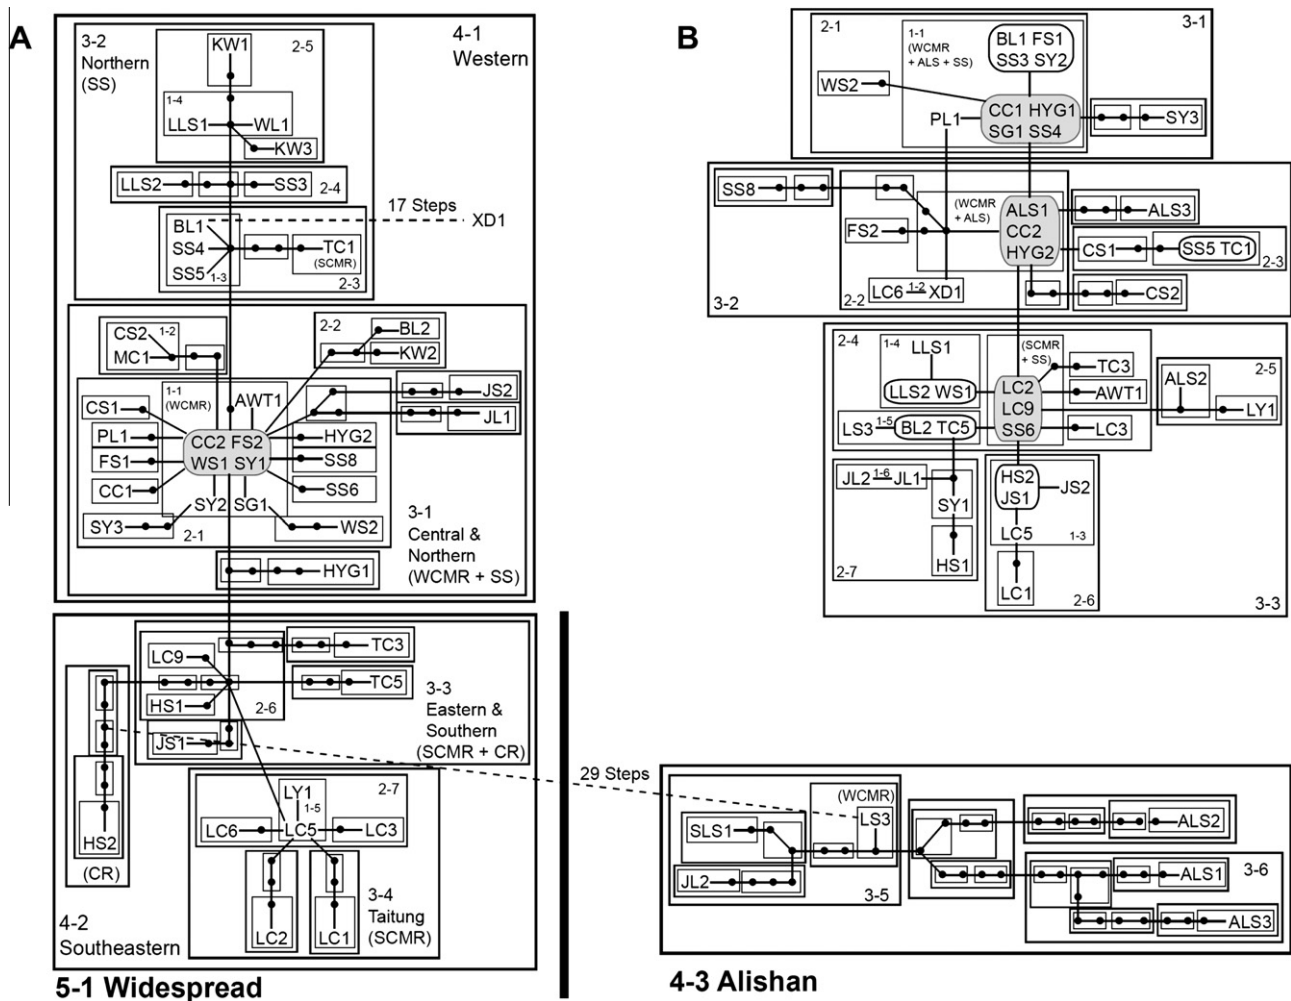 A
3-2
Northern
(SS)
2-5
KW1
1-4
LLS1
WL1
KW3
LLS2
SS3
2-4
4-1
Western
17 Steps
XD1
BL1
SS4
SS5
1-3
TC1
(SCMR)
2-3
CS2
1-2
MC1
2-2
BL2
KW2
JS2
JL1
1-1
(WCMR)
AWT1
CS1
PL1
FS1
CC1
CC2 FS2
WS1 SY1
HYG2
SS8
SS6
SY2
SG1
SY3
WS2
2-1
3-1
Central &
Northern
(WCMR + SS)
HYG1
LC9
HS1
2-6
JS1
TC3
TC5
3-3
Eastern &
Southern
(SCMR + CR)
HS2
(CR)
LY1
1-5
2-7
LC6
LC5
LC3
LC2
LC1
3-4
Taitung
(SCMR)
4-2
Southeastern
5-1 Widespread
29 Steps
B
3-1
2-1
1-1
(WCMR
+ ALS + SS)
BL1 FS1
SS3 SY2
WS2
PL1
CC1 HYG1
SG1 SS4
SY3
SS8
(WCMR
+ ALS)
ALS1
CC2
HYG2
ALS3
FS2
CS1
SS5 TC1
2-3
LC6
1-2
XD1
CS2
2-2
3-2
2-4
1-4
LLS1
(SCMR
+ SS)
TC3
LLS2 WS1
LC2
LC9
SS6
AWT1
ALS2
2-5
LY1
LS3
1-5
BL2 TC5
LC3
JL2
1-6
JL1
SY1
HS1
2-7
HS2
JS1
JS2
LC5
1-3
LC1
2-6
3-3
(WCMR)
LS3
SLS1
JL2
3-5
ALS2
ALS1
3-6
ALS3
4-3 Alishan